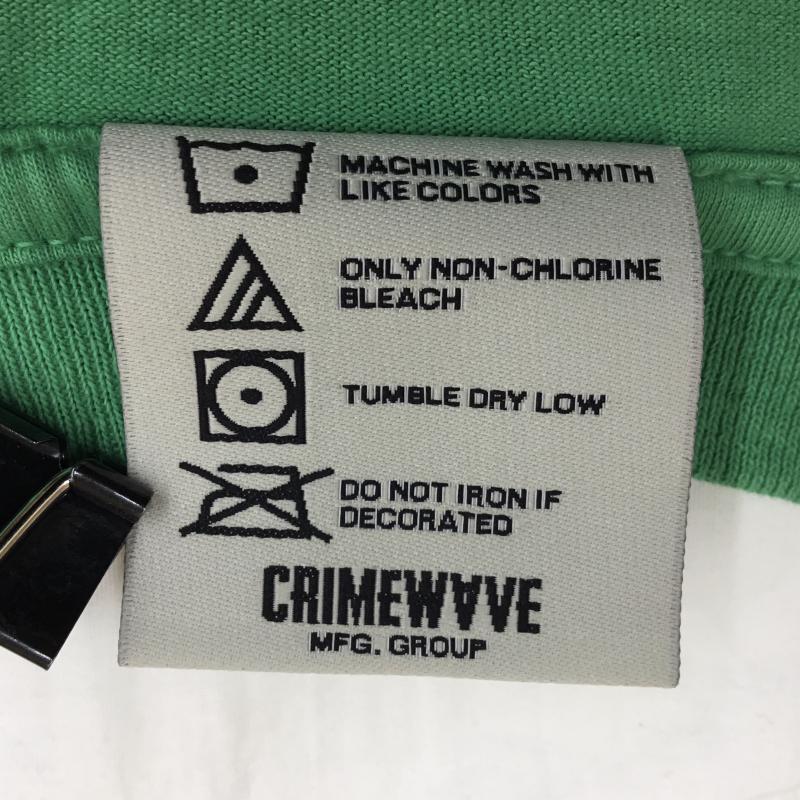 MACHINE WASH WITH
LIKE COLORS
ONLY NON-CHLORINE
BLEACH
TUMBLE DRY LOW
DO NOT IRON IF
DECORATED
CRIMEWAVE
MFG. GROUP